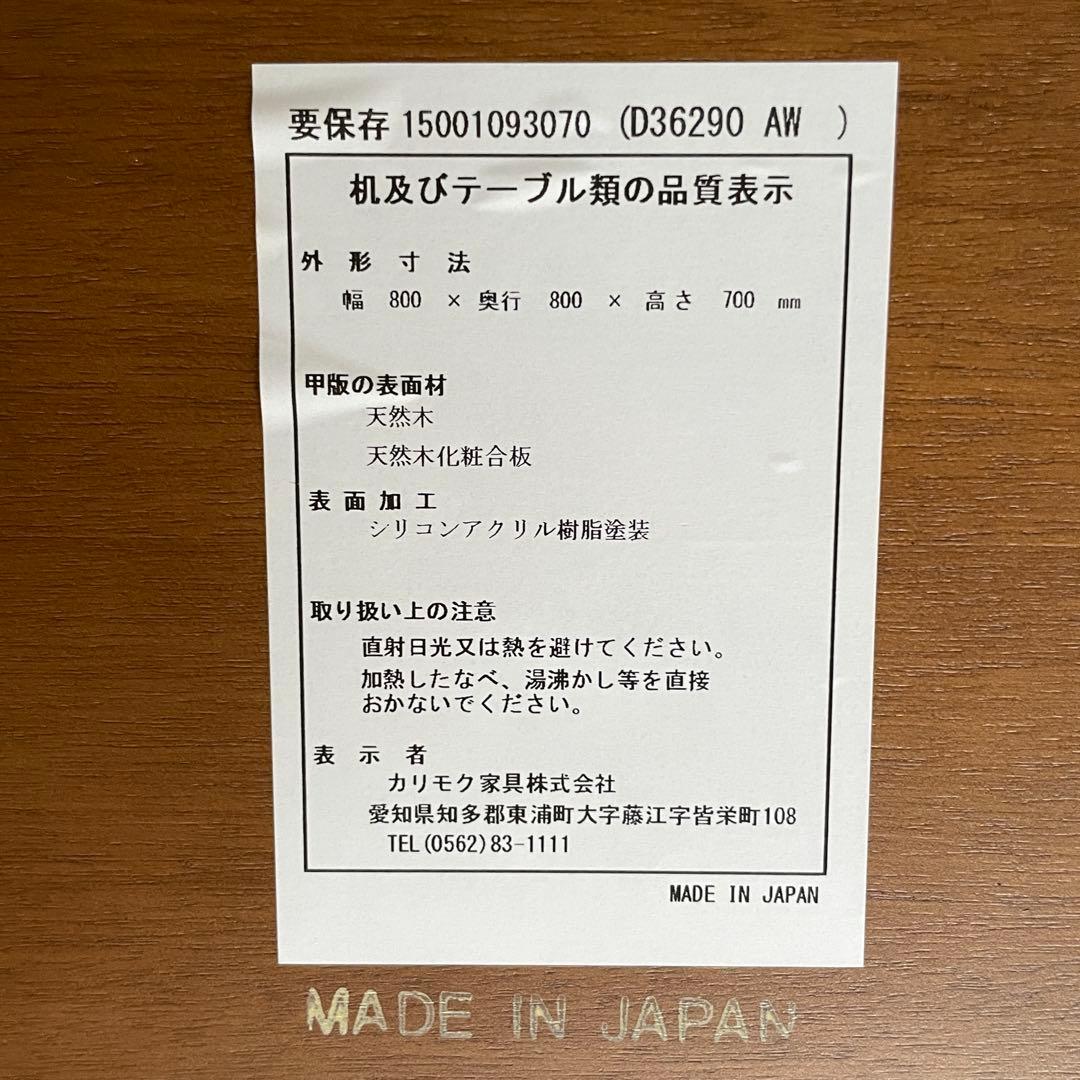 要保存 15001093070 (D36290 AW )
机及びテーブル類の品質表示
外形寸法
幅 800 × 奥行 800 × 高さ 700 mm
甲版の表面材
天然木
天然木化粧合板
表面加工
シリコンアクリル樹脂塗装
取り扱い上の注意
直射日光又は熱を避けてください。
加熱したなべ、湯沸かし等を直接
おかないでください。
表示者
カリモク家具株式会社
愛知県知多郡東浦町大字藤江字皆栄町108
TEL(0562)83-1111
MADE IN JAPAN
MADE IN JAPAN